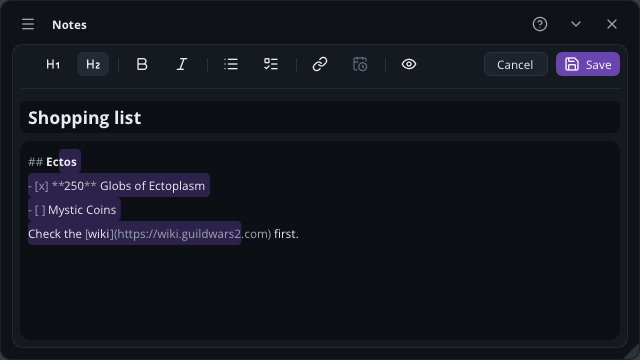 Notes
H1 H2 B I Cancel Save
Shopping list
## Ectos
- [x] **250** Globs of Ectoplasm
- [ ] Mystic Coins
Check the [wiki](https://wiki.guildwars2.com) first.